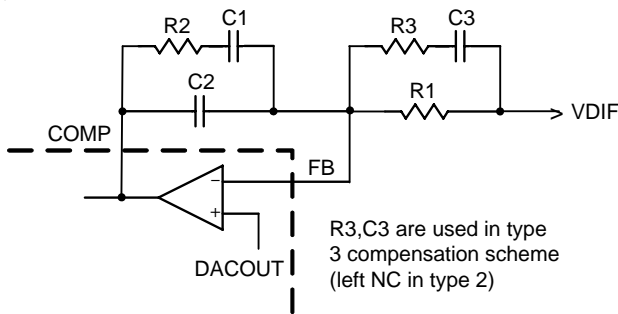 R2 C1 R3 C3
C2 R1
VDIF
COMP
FB
−
+
DACOUT
R3,C3 are used in type
3 compensation scheme
(left NC in type 2)